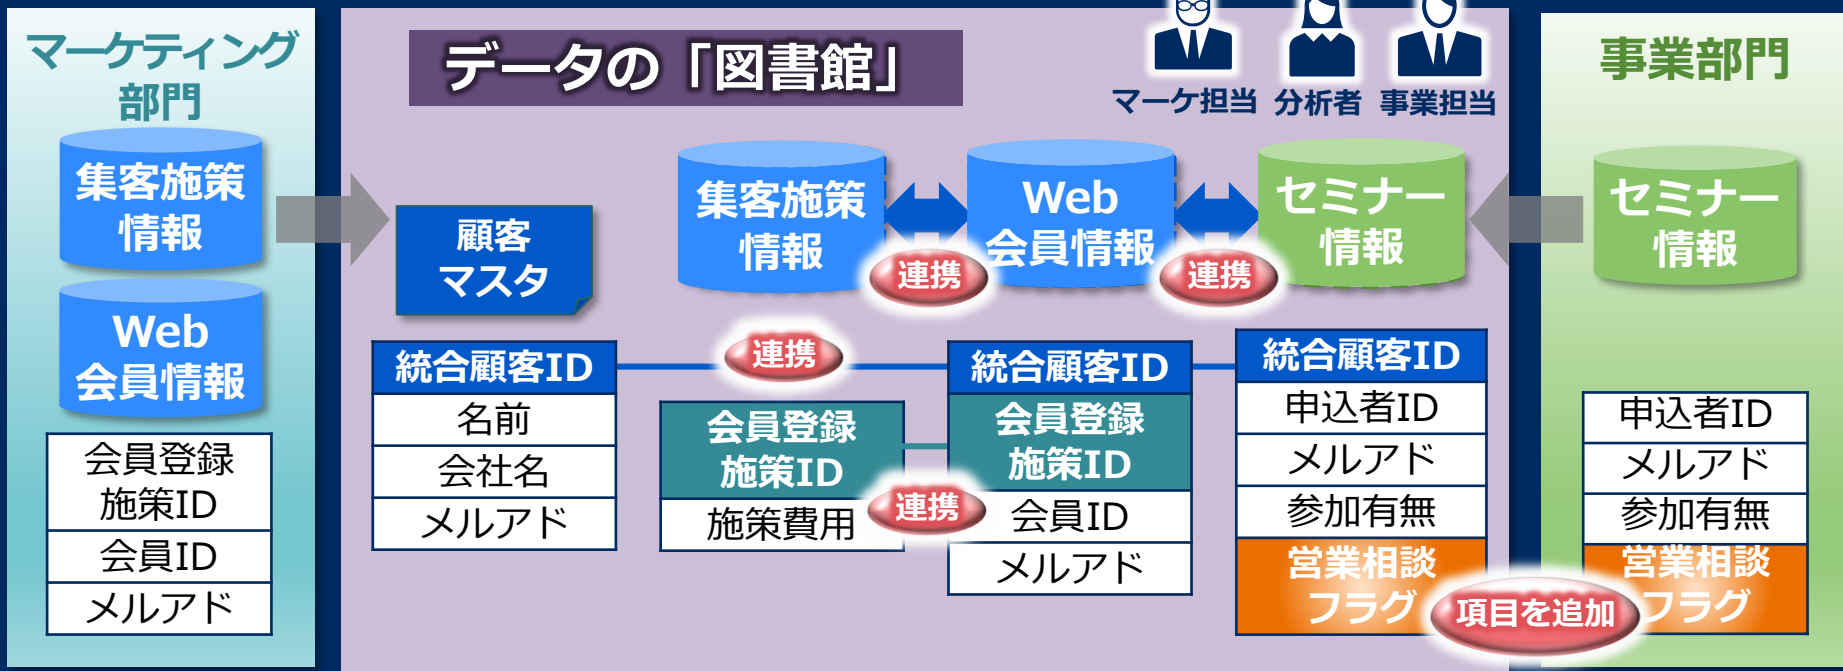 マーケティング
部門
集客施策
情報
Web
会員情報
会員登録
施策ID
会員ID
メルアド
データの「図書館」
マーケ担当
分析者
事業担当
顧客
マスタ
集客施策
情報
連携
Web
会員情報
連携
セミナー
情報
統合顧客ID
名前
会社名
メルアド
連携
会員登録
施策ID
施策費用
連携
統合顧客ID
会員登録
施策ID
会員ID
メルアド
統合顧客ID
申込者ID
メルアド
参加有無
営業相談
フラグ
項目を追加
事業部門
セミナー
情報
申込者ID
メルアド
参加有無
営業相談
フラグ